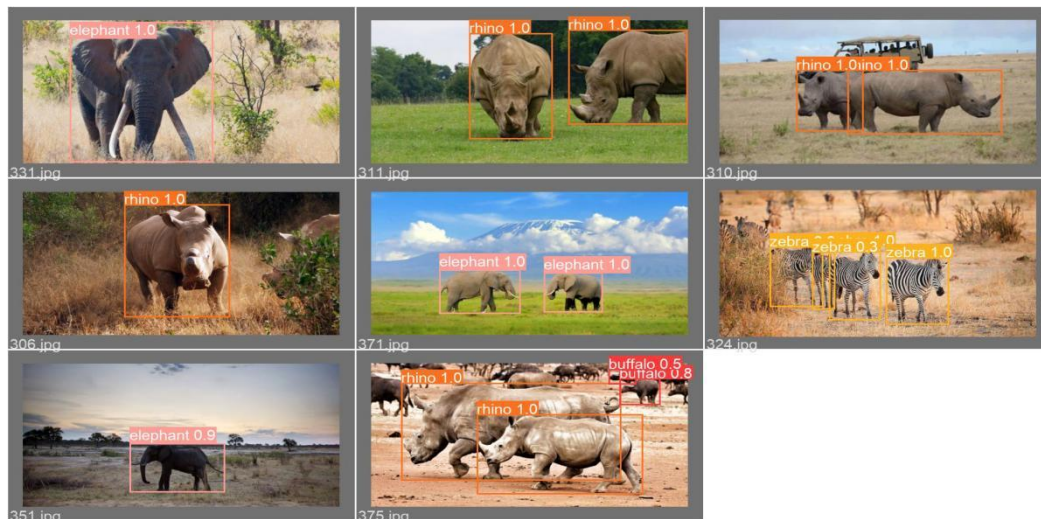 elephant 1.0
rhino 1.0
rhino 1.0
rhino 1.0
331.jpg
311.jpg
310.jpg
rhino 1.0
elephant 1.0
elephant 1.0
zebra
zebra 0.3
1.0
zebra 1.0
306.jpg
371.jpg
324.jpg
elephant 0.9
rhino 1.0
rhino 1.0
buffalo 0.5
buffalo 0.8
351.jpg
375.jpg